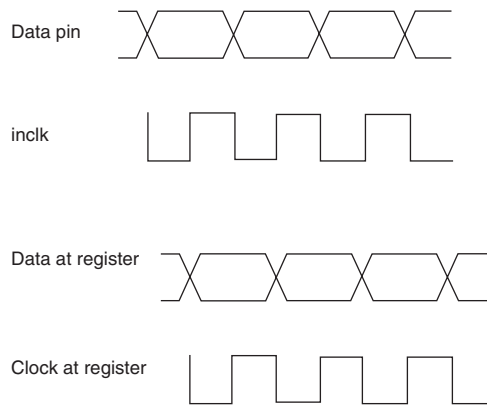 Data pin
inclk
Data at register
Clock at register